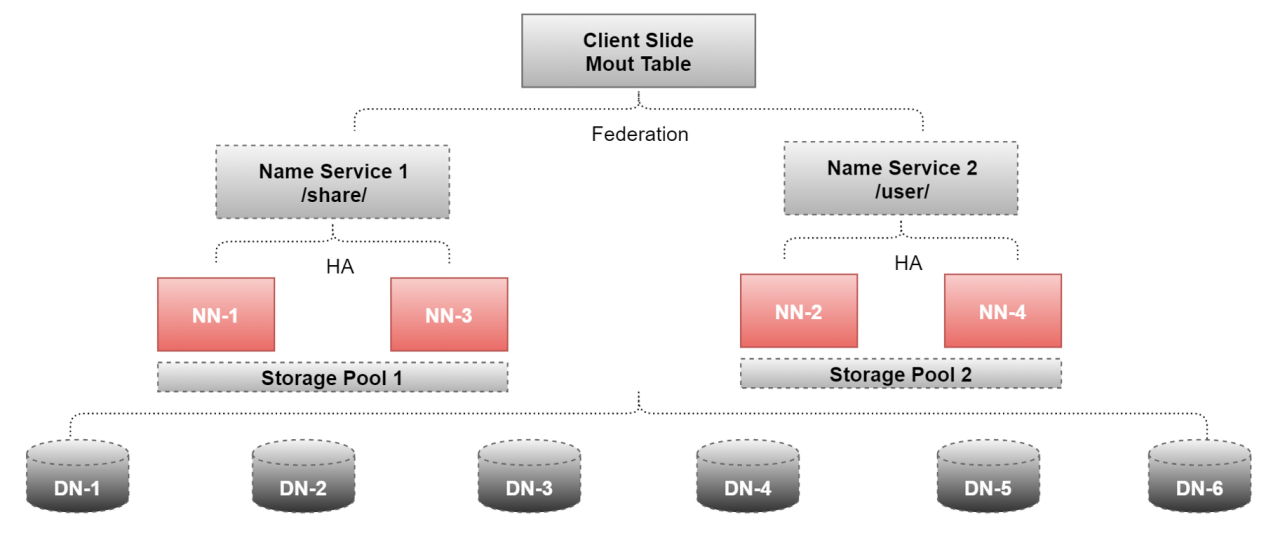 Client Slide
Mout Table
Federation
Name Service 1
/share/
Name Service 2
/user/
HA
HA
NN-1
NN-3
NN-2
NN-4
Storage Pool 1
Storage Pool 2
DN-1
DN-2
DN-3
DN-4
DN-5
DN-6